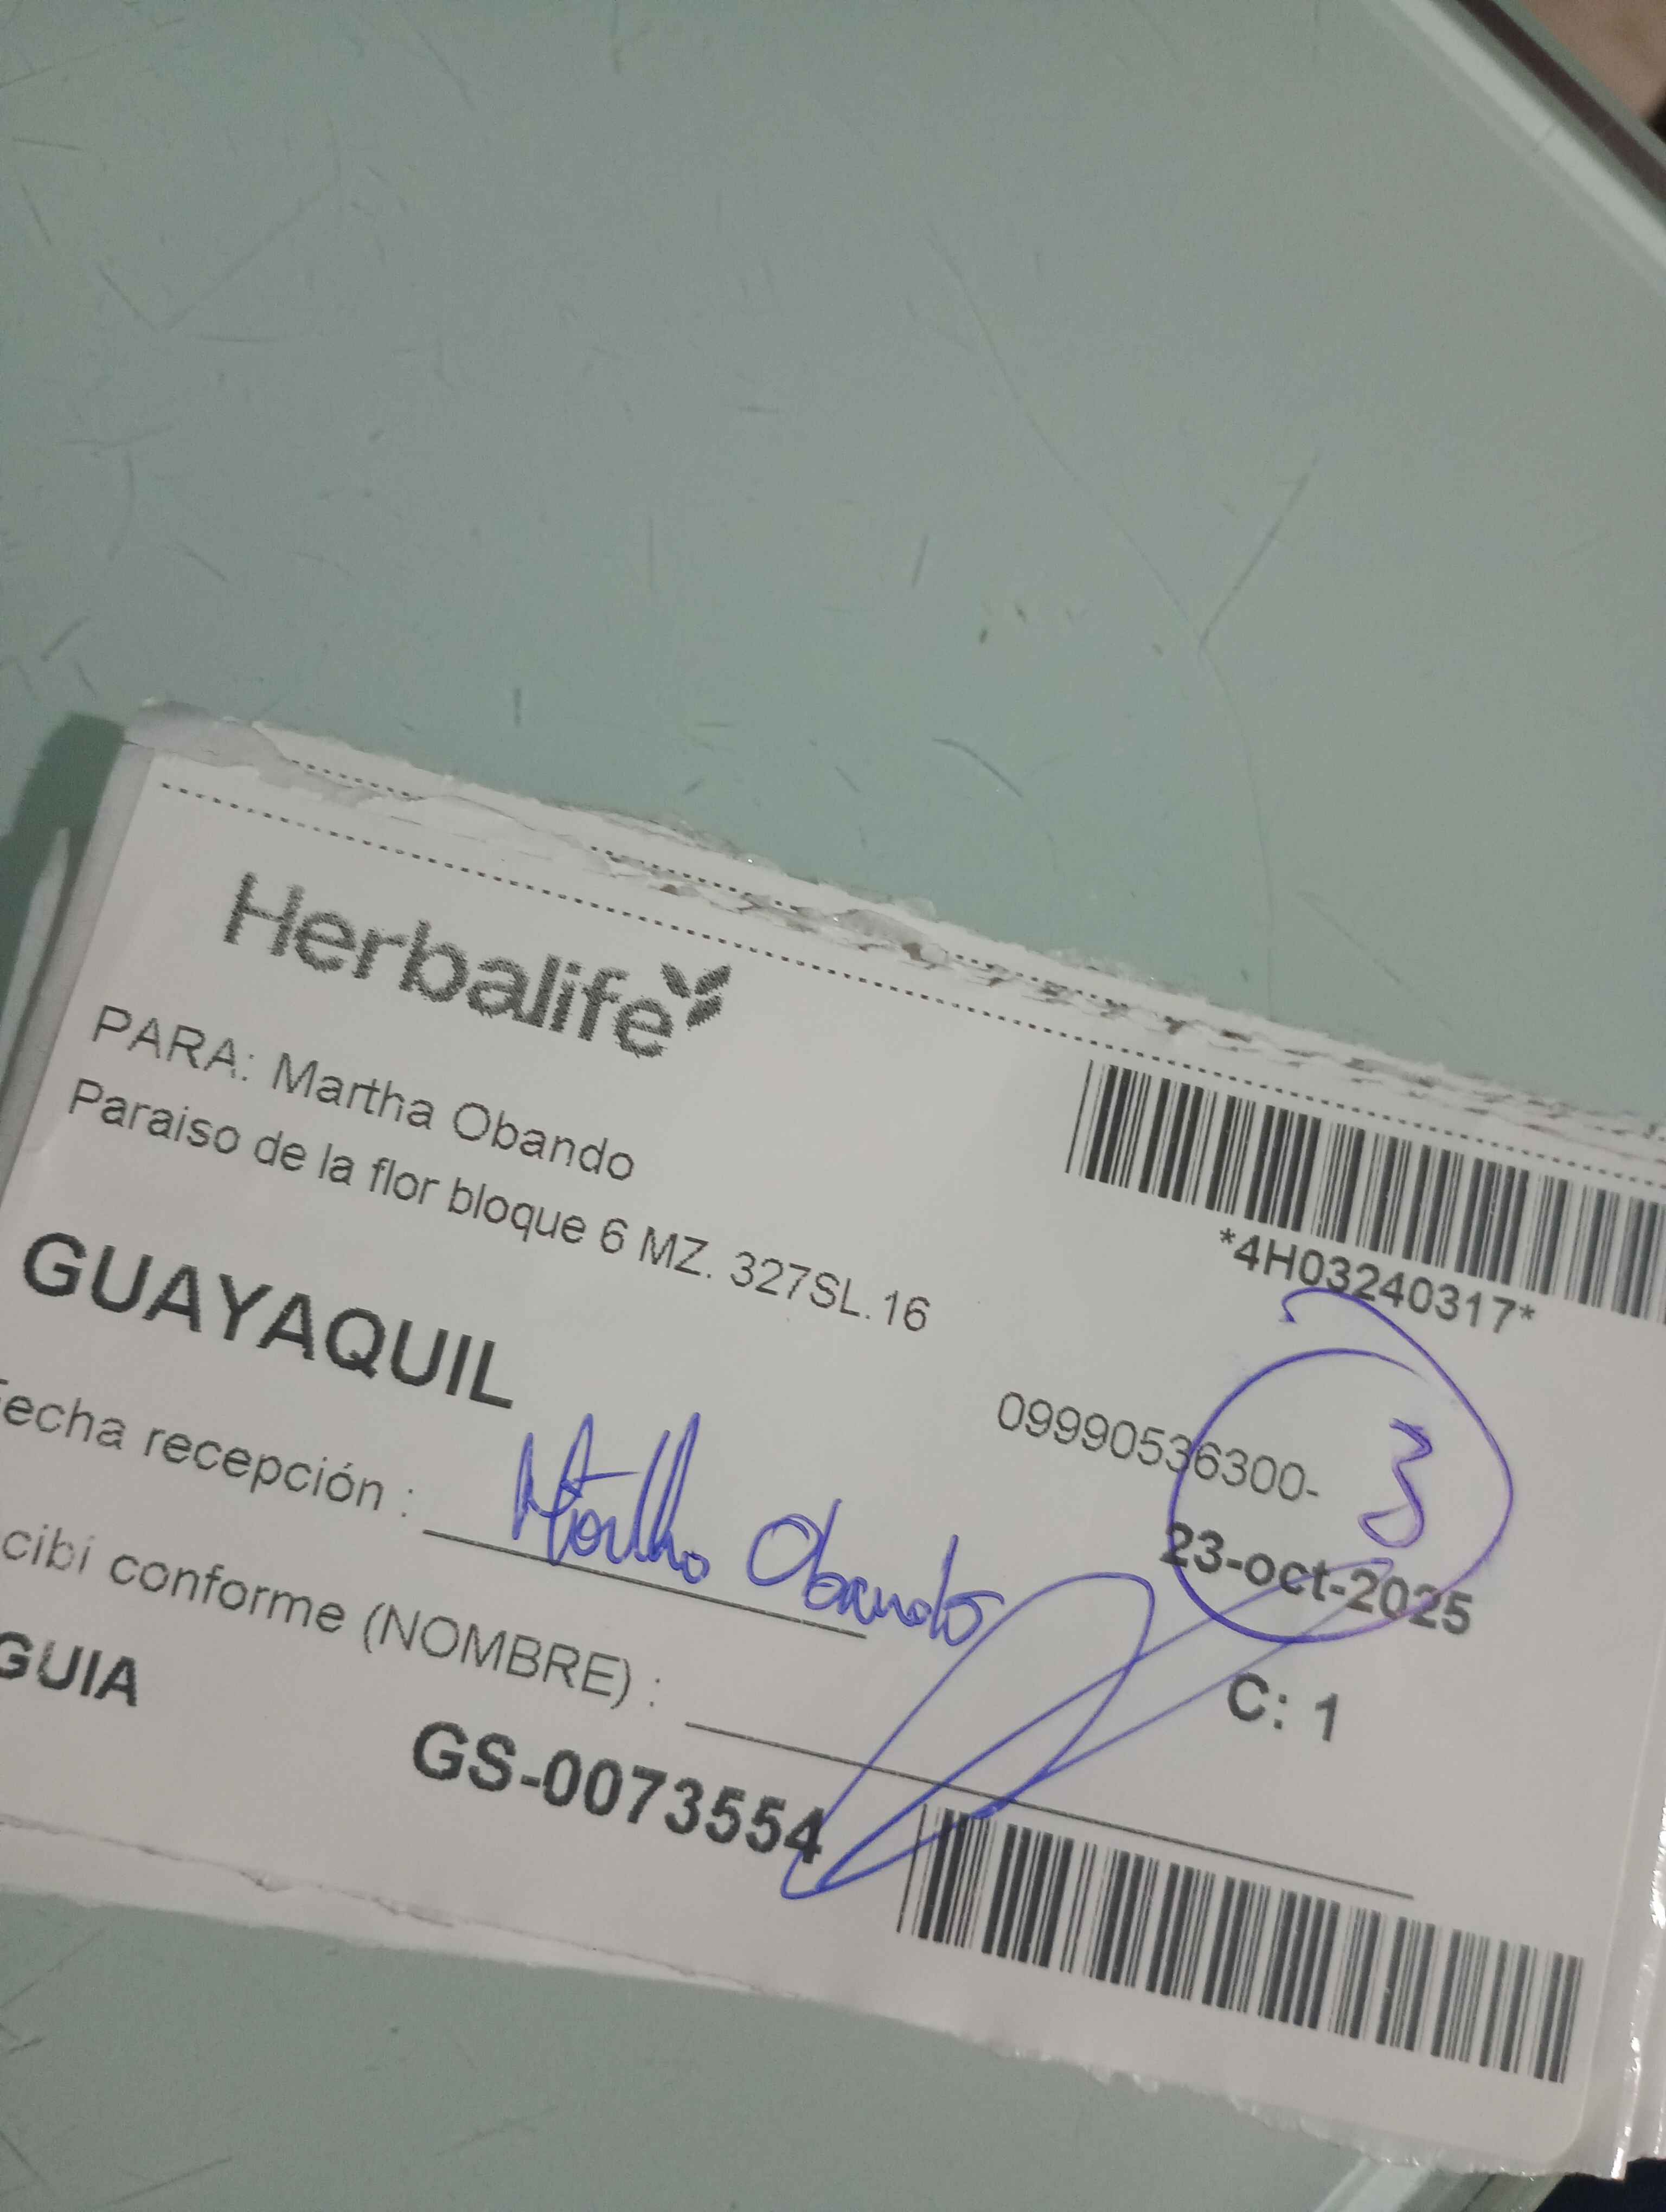 Herbalife
PARA: Martha Obando
Paraiso de la flor bloque 6 MZ. 327SL.16
*4H03240317*
GUAYAQUIL
09990536300-
3
23-oct-2025
echa recepción : Martha Obando
cibí conforme (NOMBRE) :
C: 1
GUIA
GS-0073554